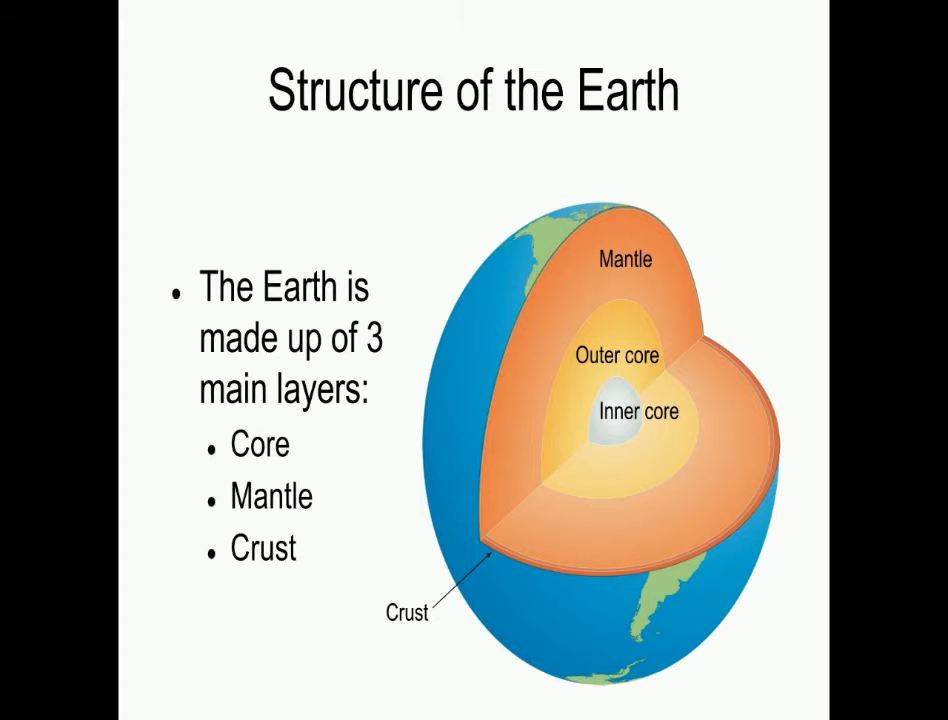 Structure of the Earth
• The Earth is
made up of 3
main layers:
• Core
• Mantle
• Crust
Mantle
Outer core
Inner core
Crust